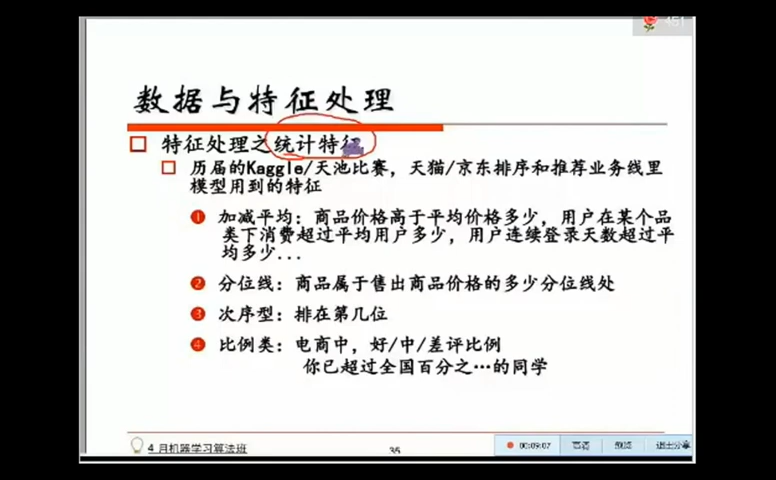 数据与特征处理
特征处理之统计特征
历届的Kaggle/天池比赛，天猫/京东排序和推荐业务线里
模型用到的特征
1 加减平均：商品价格高于平均价格多少，用户在某个品
类下消费超过平均用户多少，用户连续登录天数超过平
均多少...
2 分位线：商品属于售出商品价格的多少分位线处
3 次序型：排在第几位
4 比例类：电商中，好/中/差评比例
你已超过全国百分之…的同学
4月机器学习算法班
35
00:09:07
退出分享